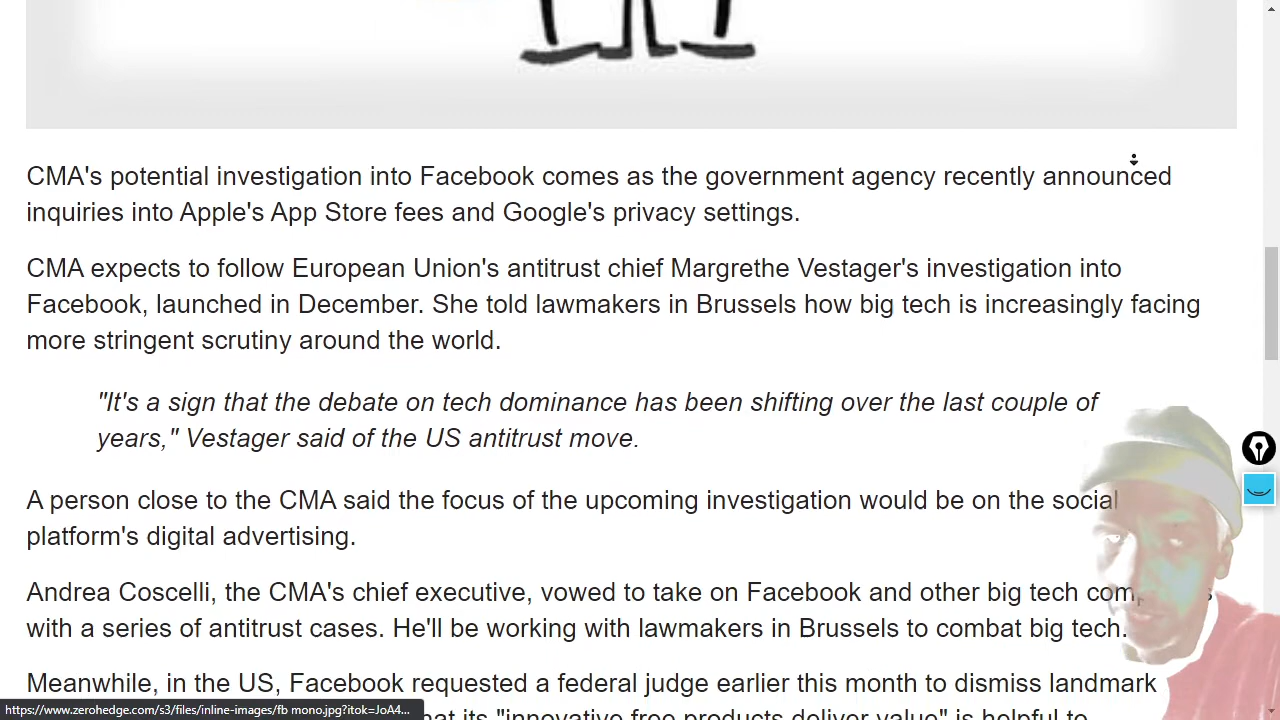 CMA's potential investigation into Facebook comes as the government agency recently announced
inquiries into Apple's App Store fees and Google's privacy settings.
CMA expects to follow European Union's antitrust chief Margrethe Vestager's investigation into
Facebook, launched in December. She told lawmakers in Brussels how big tech is increasingly facing
more stringent scrutiny around the world.
"It's a sign that the debate on tech dominance has been shifting over the last couple of
years," Vestager said of the US antitrust move.
A person close to the CMA said the focus of the upcoming investigation would be on the social
platform's digital advertising.
Andrea Coscelli, the CMA's chief executive, vowed to take on Facebook and other big tech
with a series of antitrust cases. He'll be working with lawmakers in Brussels to combat big tech.
Meanwhile, in the US, Facebook requested a federal judge earlier this month to dismiss landmark
https://www.zerohedge.com/s3/files/inline-images/fb mono.jpg?itok=JoA4...
its "innovative free products deliver value" is helpful to